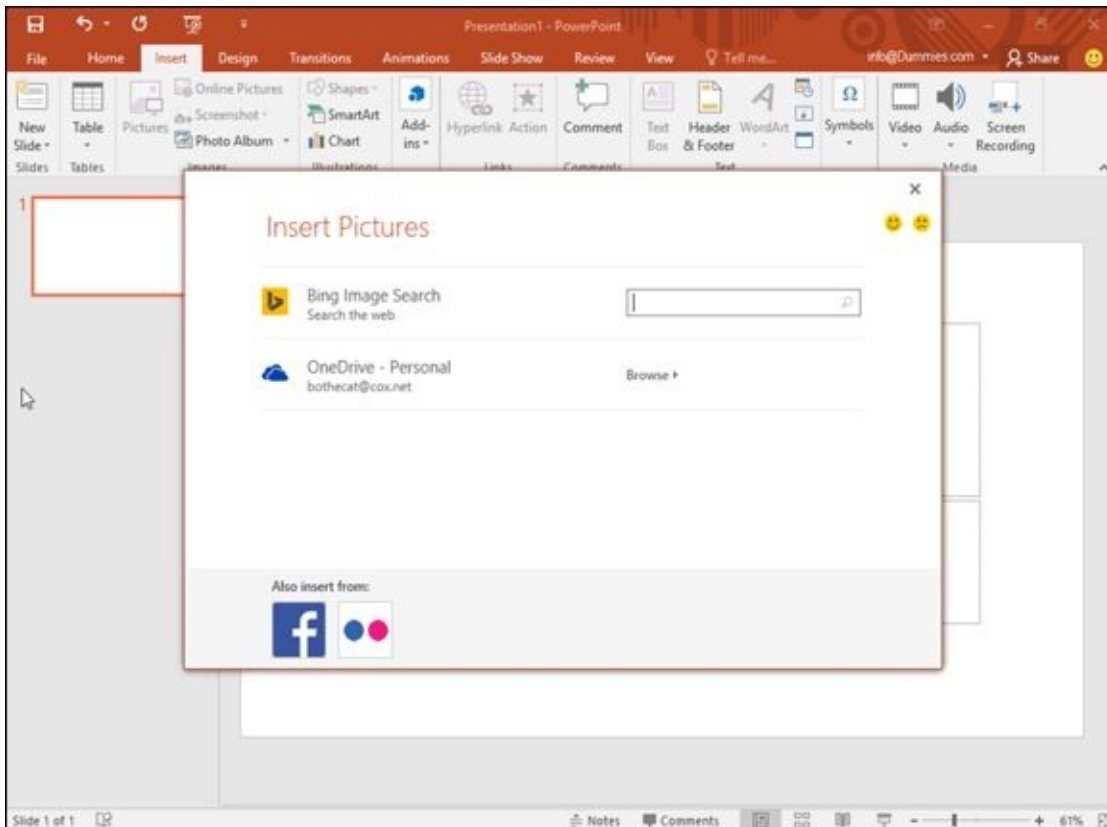 Presentation1 - PowerPoint
File Home Insert Design Transitions Animations Slide Show Review View Tell me... info@Dummies.com Share
Online Pictures Shapes
Screenshot SmartArt
Photo Album Chart
New Slide Table Pictures Add-ins Hyperlink Action Comment Text Box Header & Footer WordArt Symbols Video Audio Screen Recording
Slides Tables Images Illustrations Links Comments Text Media
1
Insert Pictures
Bing Image Search
Search the web
OneDrive - Personal
bothecat@cox.net
Browse
Also insert from:
f
Slide 1 of 1 Notes Comments 61%